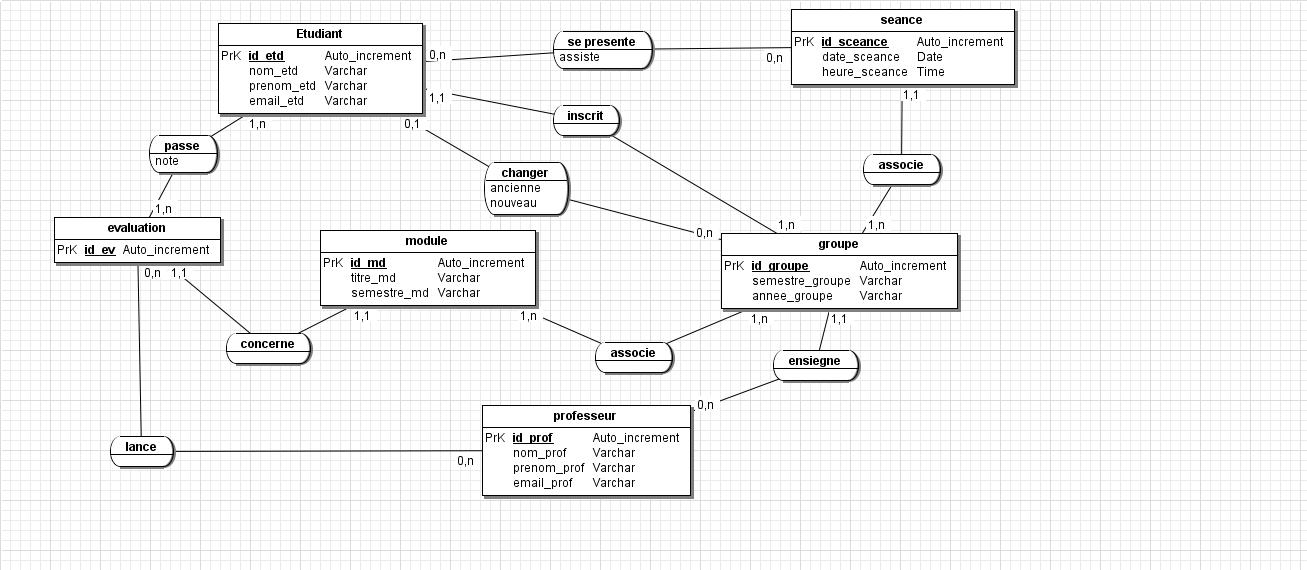 Etudiant
PrK id_etd Auto_increment
nom_etd Varchar
prenom_etd Varchar
email_etd Varchar
0,n
1,1
1,n
0,1
se presente
assiste
0,n
seance
PrK id_sceance Auto_increment
date_sceance Date
heure_sceance Time
1,1
inscrit
passe
note
changer
ancienne
nouveau
associe
1,n
0,n
1,n
1,n
evaluation
PrK id_ev Auto_increment
0,n 1,1
module
PrK id_md Auto_increment
titre_md Varchar
semestre_md Varchar
1,1
1,n
groupe
PrK id_groupe Auto_increment
semestre_groupe Varchar
annee_groupe Varchar
1,n
1,1
concerne
associe
ensiegne
0,n
professeur
PrK id_prof Auto_increment
nom_prof Varchar
prenom_prof Varchar
email_prof Varchar
lance
0,n